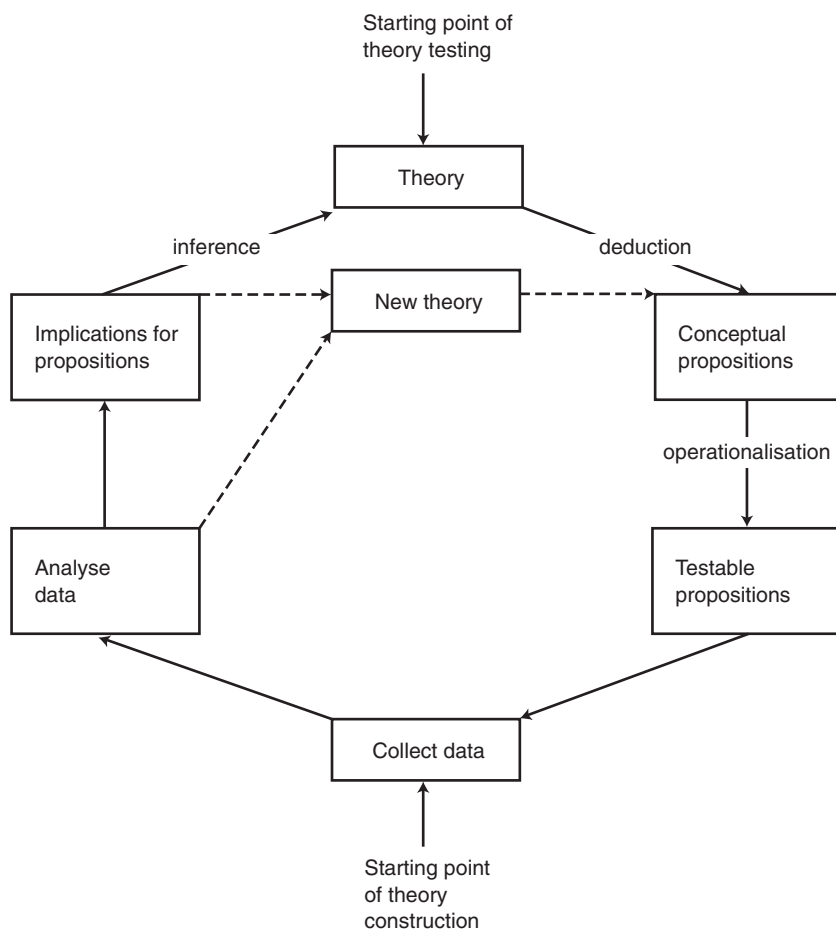 Starting point of
theory testing
Theory
inference
deduction
New theory
Implications for
propositions
Conceptual
propositions
operationalisation
Analyse
data
Testable
propositions
Collect data
Starting point
of theory
construction